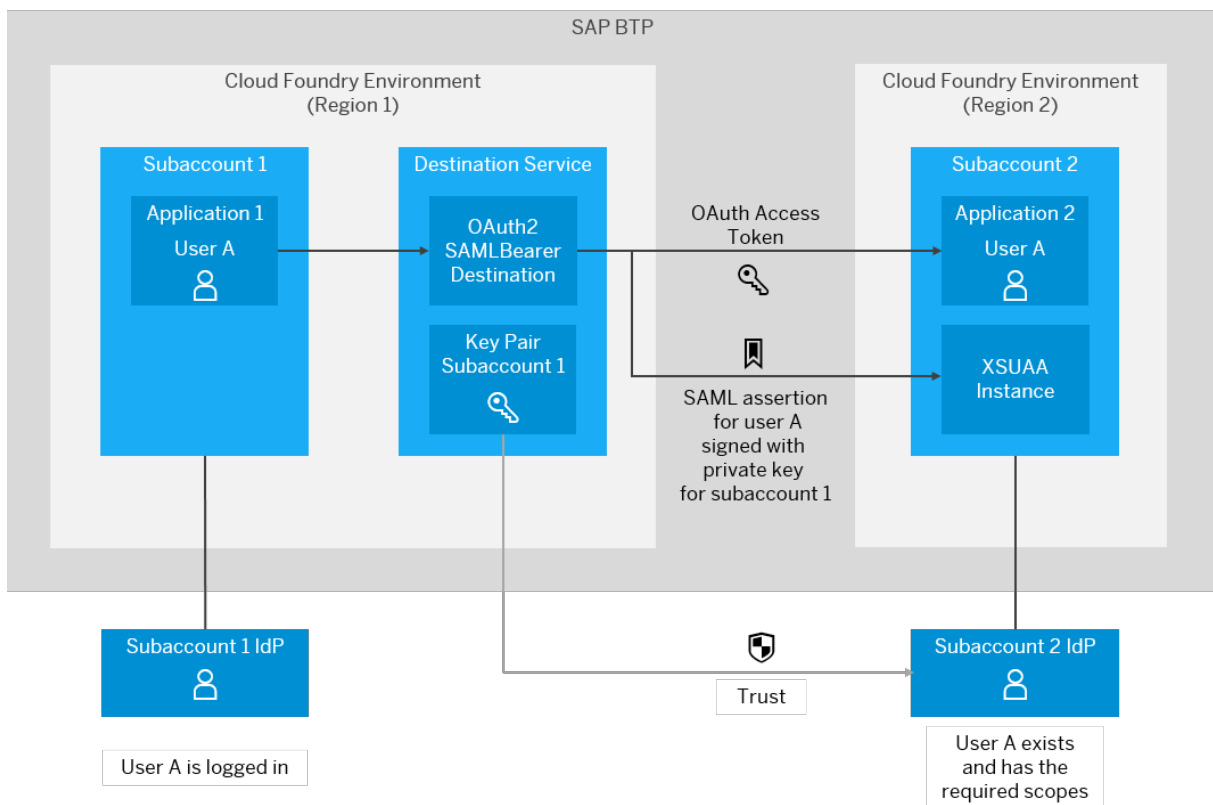 SAP BTP
Cloud Foundry Environment
(Region 1)
Subaccount 1
Application 1
User A
Destination Service
OAuth2
SAMLBearer
Destination
Key Pair
Subaccount 1
OAuth Access
Token
SAML assertion
for user A
signed with
private key
for subaccount 1
Cloud Foundry Environment
(Region 2)
Subaccount 2
Application 2
User A
XSUAA
Instance
Subaccount 1 IdP
User A is logged in
Trust
Subaccount 2 IdP
User A exists
and has the
required scopes